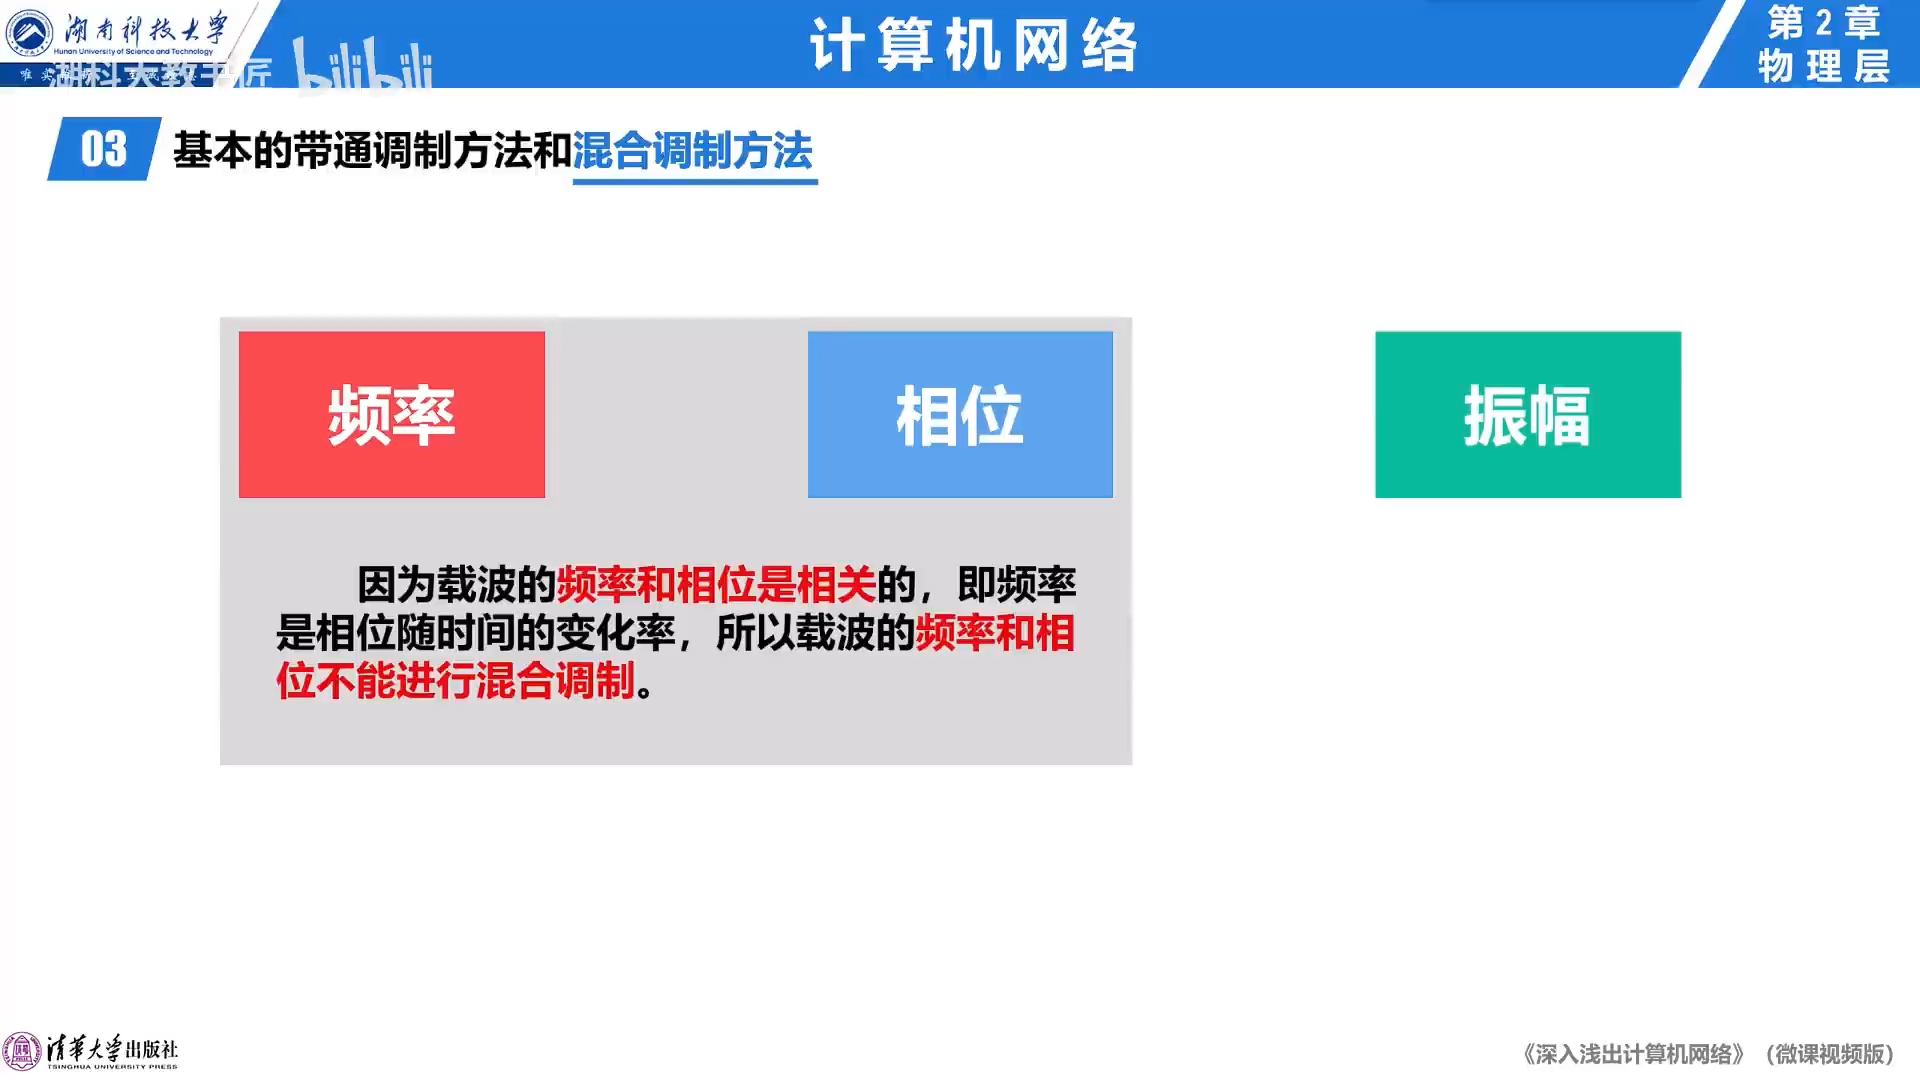 湖南科技大学
Hunan University of Science and Technology
湖科大教书匠
bilibili
计算机网络
第2章
物理层
03
基本的带通调制方法和混合调制方法
频率
相位
振幅
因为载波的频率和相位是相关的，即频率
是相位随时间的变化率，所以载波的频率和相
位不能进行混合调制。
清华大学出版社
TSINGHUA UNIVERSITY PRESS
《深入浅出计算机网络》（微课视频版）